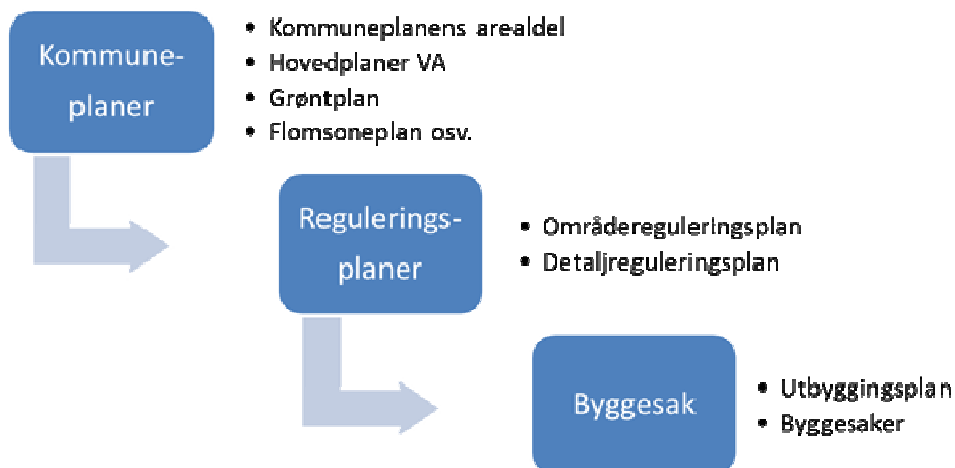 Kommune-
planer
• Kommuneplanens arealdel
• Hovedplaner VA
• Grøntplan
• Flomsoneplan osv.
Regulerings-
planer
• Områdereguleringsplan
• Detaljreguleringsplan
Byggesak
• Utbyggingsplan
• Byggesaker